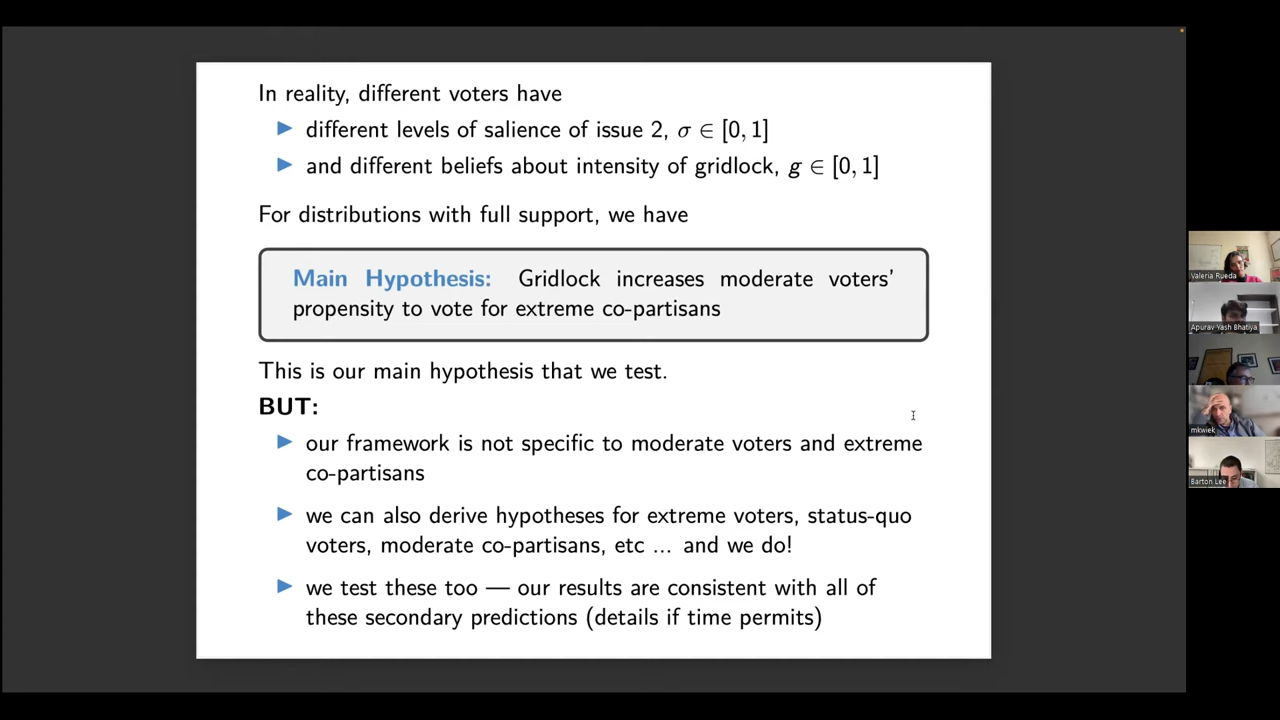 In reality, different voters have
▶ different levels of salience of issue 2, σ ∈ [0, 1]
▶ and different beliefs about intensity of gridlock, g ∈ [0, 1]
For distributions with full support, we have
Main Hypothesis: Gridlock increases moderate voters'
propensity to vote for extreme co-partisans
This is our main hypothesis that we test.
BUT:
▶ our framework is not specific to moderate voters and extreme
co-partisans
▶ we can also derive hypotheses for extreme voters, status-quo
voters, moderate co-partisans, etc ... and we do!
▶ we test these too — our results are consistent with all of
these secondary predictions (details if time permits)
Valeria Rueda
Apurav Yash Bhatiya
mkwiek
Barton Lee